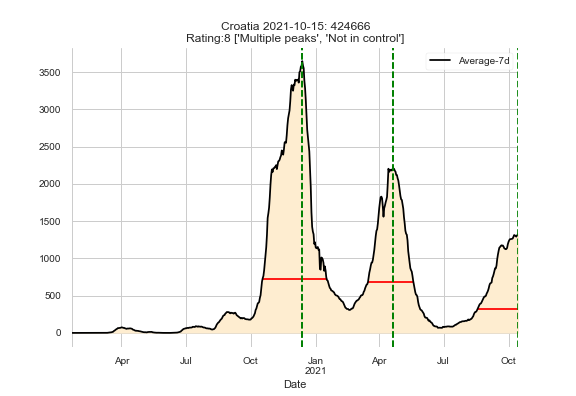 Croatia 2021-10-15: 424666
Rating:8 ['Multiple peaks', 'Not in control']
Average-7d
3500
3000
2500
2000
1500
1000
500
0
Apr Jul Oct Jan Apr Jul Oct
2021
Date